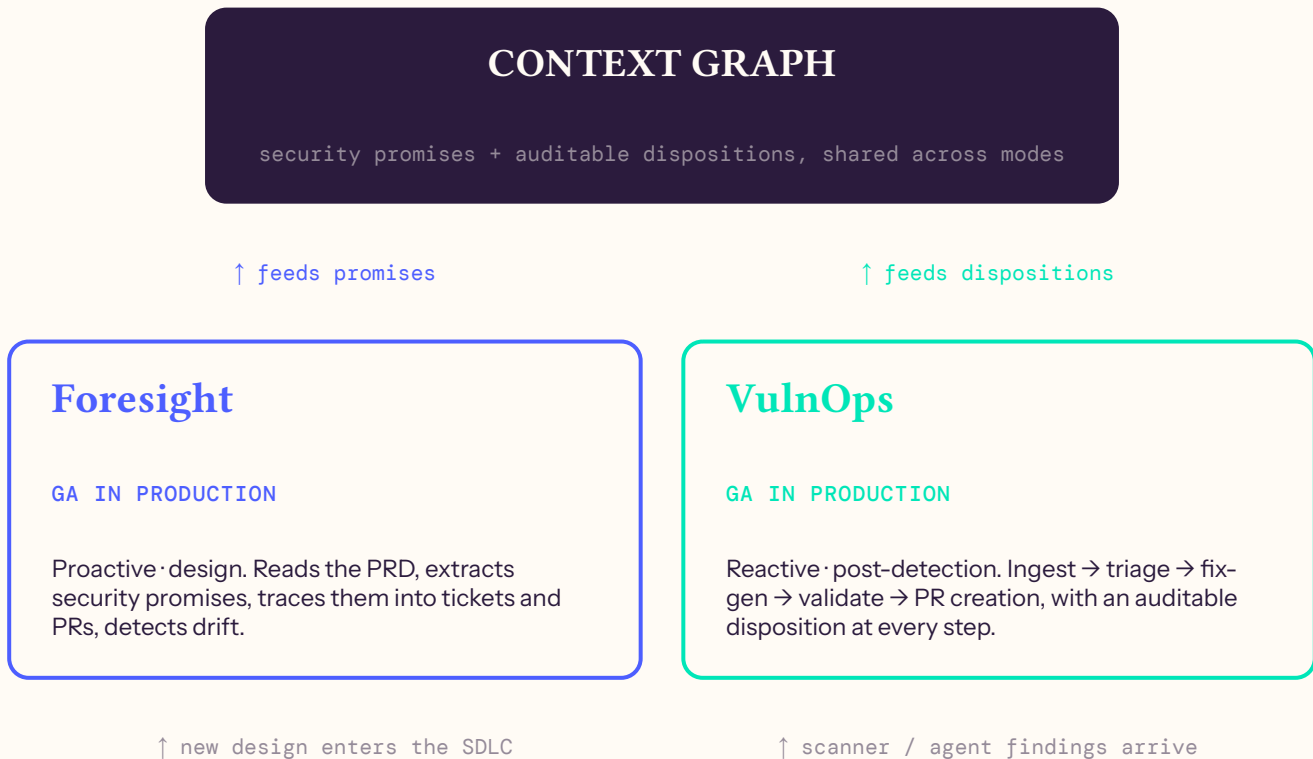 CONTEXT GRAPH
security promises + auditable dispositions, shared across modes
↑ feeds promises
↑ feeds dispositions
Foresight
GA IN PRODUCTION
Proactive · design. Reads the PRD, extracts
security promises, traces them into tickets and
PRs, detects drift.
VulnOps
GA IN PRODUCTION
Reactive · post-detection. Ingest → triage → fix-
gen → validate → PR creation, with an auditable
disposition at every step.
↑ new design enters the SDLC
↑ scanner / agent findings arrive